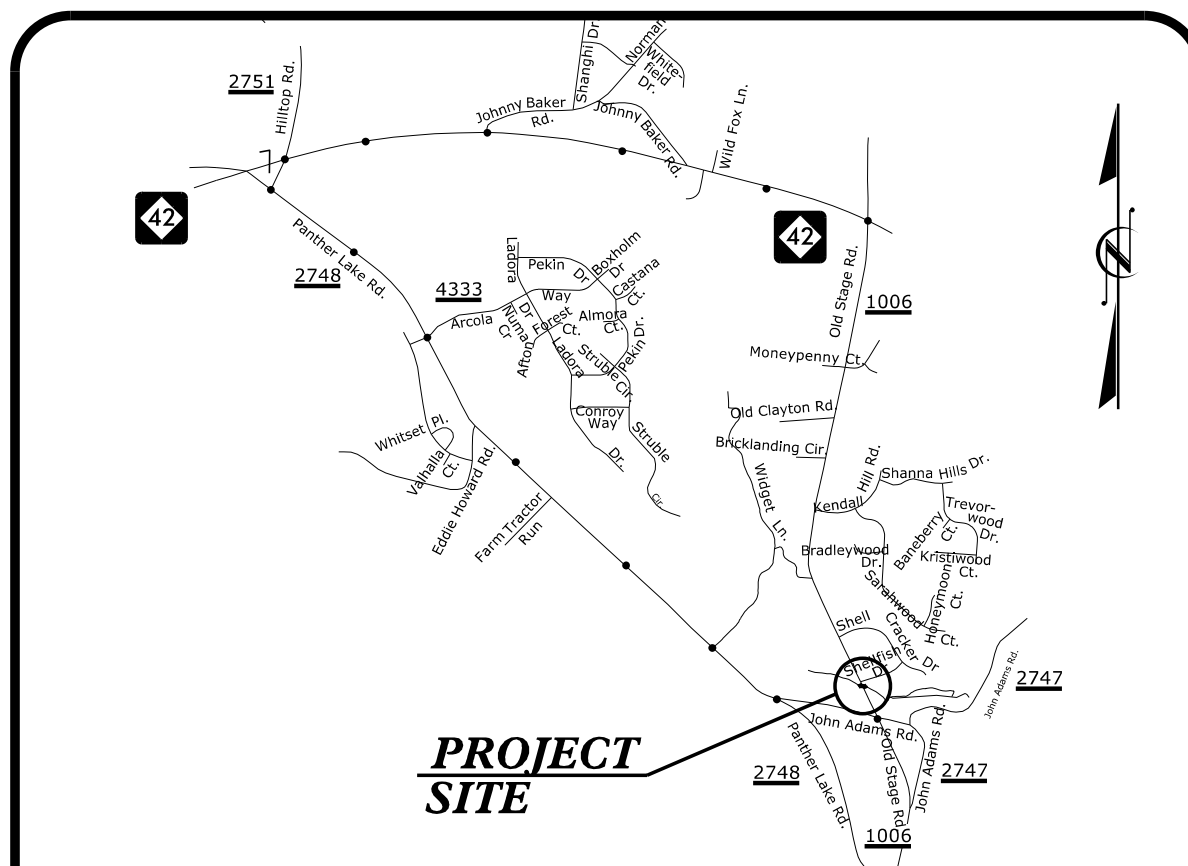 Shanghi Dr.
Norman
White-
field
Dr.
2751
Hilltop Rd.
Johnny Baker
Rd.
Johnny Baker Rd.
Wild Fox Ln.
42
42
Panther Lake Rd.
2748
4333
Arcola
Ladora
Pekin
Dr
Boxholm
Dr
Castana
Ct.
Way
Dr
Numa
Cr
Forest
Ct.
Afton
Almora
Ct.
Pekin Dr.
Ladora
Struble
Cir.
Old Stage Rd.
1006
Moneypenny Ct.
Conroy
Way
Dr.
Struble
Cir.
Old Clayton Rd.
Bricklanding Cir.
Whitset Pl.
Valhalla
Ct.
Eddie Howard Rd.
Farm Tractor
Run
Widget Ln.
Kendall Hill Rd.
Shanna Hills Dr.
Trevor-
wood
Dr.
Baneberry
Ct.
Kristiwood
Ct.
Bradleywood
Dr.
Sarahwood
Ct.
Honeymoon
Ct.
Shell
Cracker Dr
Shellfish
Dr
N
John Adams Rd.
2747
John Adams Rd.
John Adams Rd.
2747
PROJECT
SITE
2748
Panther Lake Rd.
Old Stage Rd.
1006